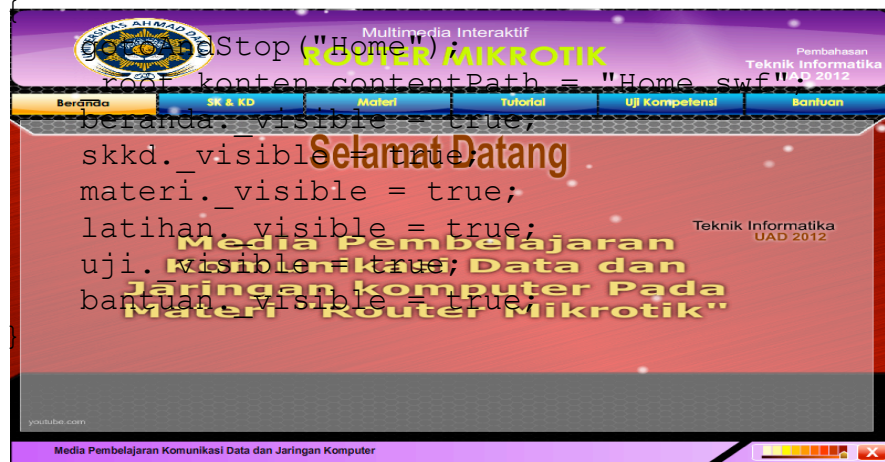 {
UNIVERSITAS AHMAD DA
Multimedia Interaktif
gotoAndStop("Home");
ROUTER MIKROTIK
Pembahasan
Teknik Informatika
UAD 2012
_root.konten.contentPath = "Home.swf";
Beranda SK & KD Materi Tutorial Uji Kompetensi Bantuan
beranda._visible = true;
Selamat Datang
skkd._visible = true;
materi._visible = true;
latihan._visible = true;
Teknik Informatika
UAD 2012
Media Pembelajaran
uji._visible = true;
Komunikasi Data dan
Jaringan komputer Pada
bantuan._visible = true;
Materi "Router Mikrotik"
}
youtube.com
Media Pembelajaran Komunikasi Data dan Jaringan Komputer
X